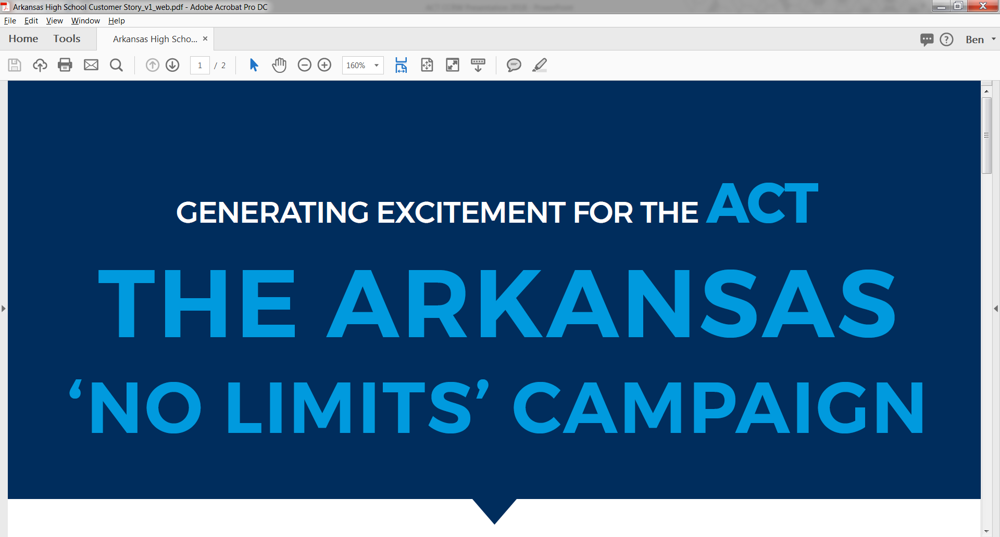 Arkansas High School Customer Story_v1_web.pdf - Adobe Acrobat Pro DC
File Edit View Window Help
Home Tools Arkansas High Scho... × Ben
1 / 2 160%
GENERATING EXCITEMENT FOR THE ACT
THE ARKANSAS
‘NO LIMITS’ CAMPAIGN